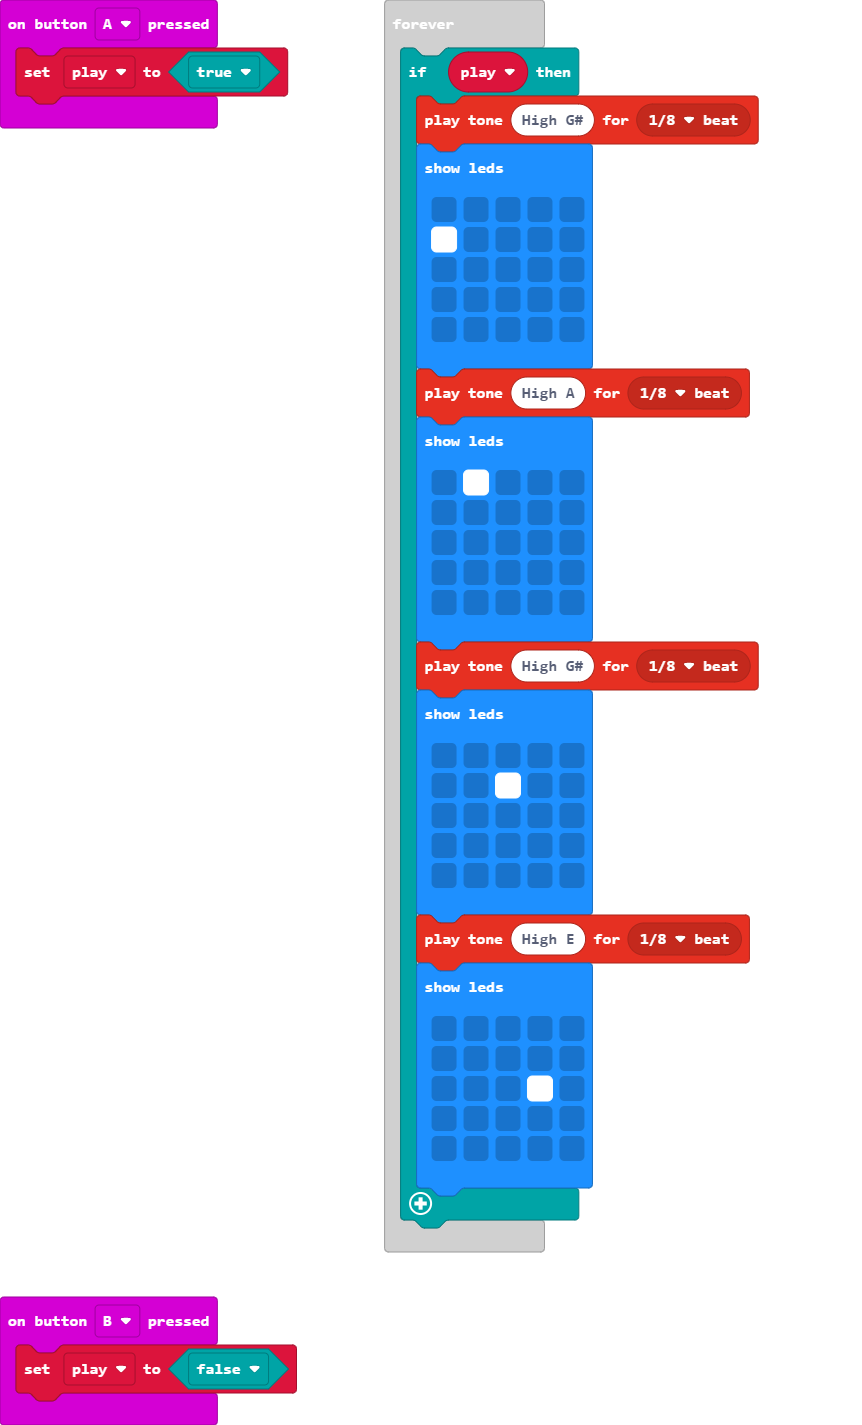 on button A pressed
set play to true
forever
if play then
play tone High G# for 1/8 beat
show leds
play tone High A for 1/8 beat
show leds
play tone High G# for 1/8 beat
show leds
play tone High E for 1/8 beat
show leds
on button B pressed
set play to false